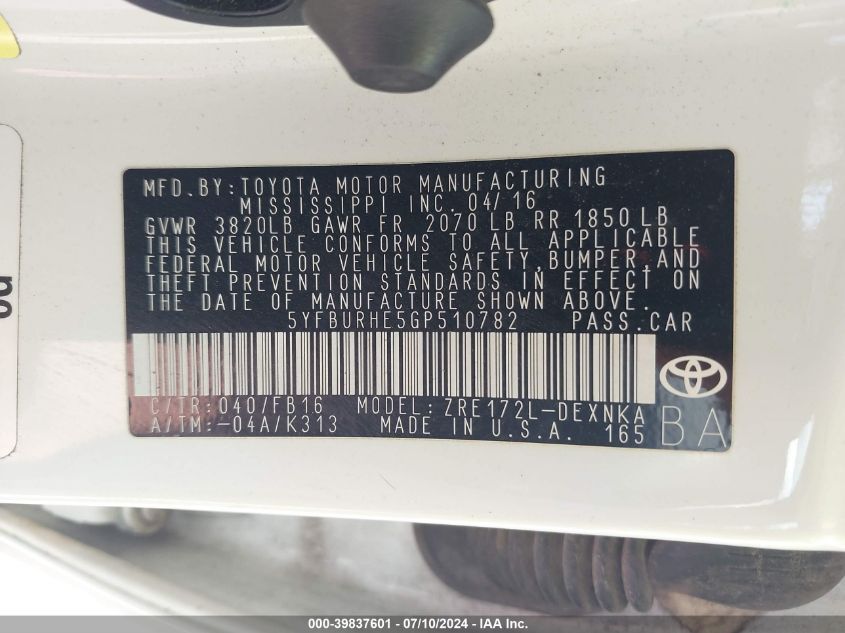 MFD.BY:TOYOTA MOTOR MANUFACTURING
MISSISSIPPI INC. 04/16
GVWR 3820LB GAWR FR 2070 LB RR 1850 LB
THIS VEHICLE CONFORMS TO ALL APPLICABLE
FEDERAL MOTOR VEHICLE SAFETY,BUMPER,AND
THEFT PREVENTION STANDARDS IN EFFECT ON
THE DATE OF MANUFACTURE SHOWN ABOVE.
5YFBURHE5GP510782 PASS.CAR
C/TR:040/FB16 MODEL:ZRE172L-DEXNKA
A/TM:-04A/K313 MADE IN U.S.A. 165
BA
000-39837601 / 07/10/2024 - IAA Inc.